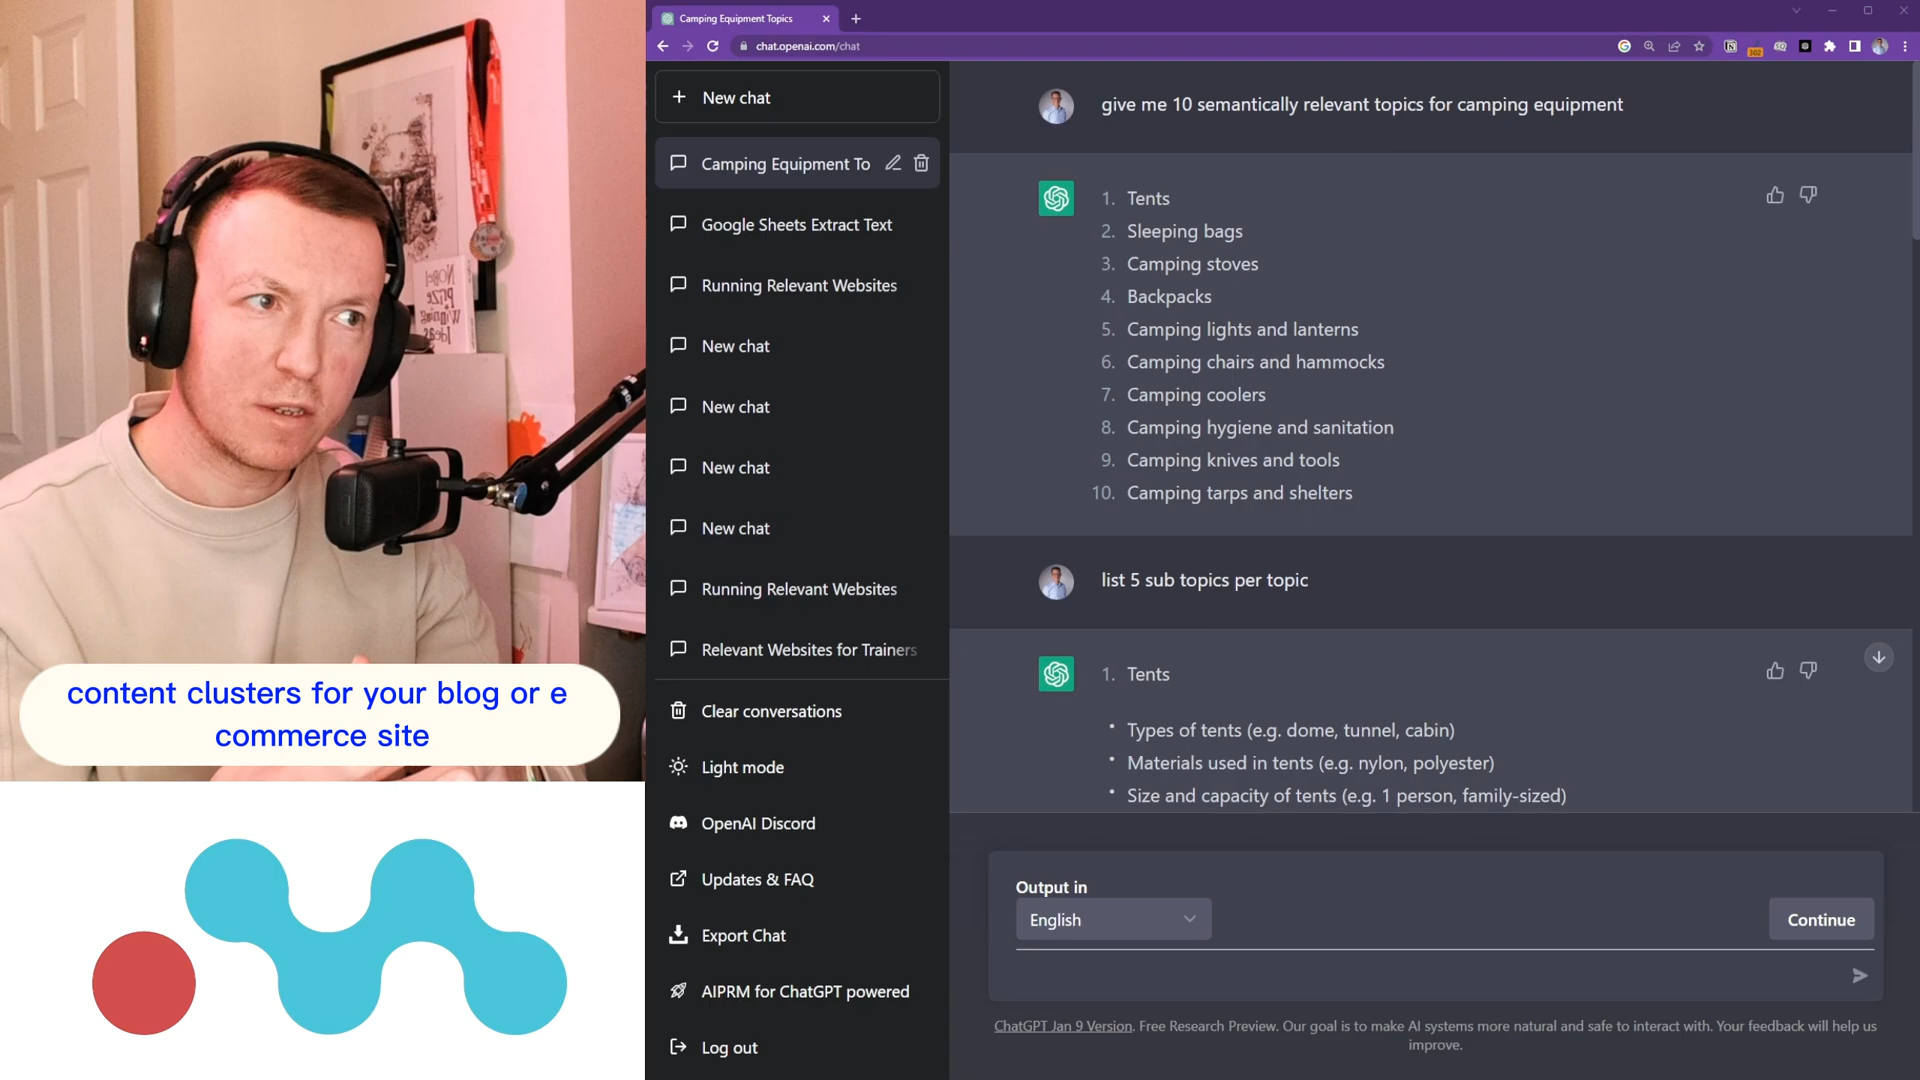 Camping Equipment Topics
chat.openai.com/chat
302
New chat
Camping Equipment To
Google Sheets Extract Text
Running Relevant Websites
New chat
New chat
New chat
New chat
Running Relevant Websites
Relevant Websites for Trainers
Clear conversations
Light mode
OpenAI Discord
Updates & FAQ
Export Chat
AIPRM for ChatGPT powered
Log out
give me 10 semantically relevant topics for camping equipment
1. Tents
2. Sleeping bags
3. Camping stoves
4. Backpacks
5. Camping lights and lanterns
6. Camping chairs and hammocks
7. Camping coolers
8. Camping hygiene and sanitation
9. Camping knives and tools
10. Camping tarps and shelters
list 5 sub topics per topic
1. Tents
• Types of tents (e.g. dome, tunnel, cabin)
• Materials used in tents (e.g. nylon, polyester)
• Size and capacity of tents (e.g. 1 person, family-sized)
Output in
English
Continue
ChatGPT Jan 9 Version. Free Research Preview. Our goal is to make AI systems more natural and safe to interact with. Your feedback will help us
improve.
Nobel
prize
Winning
Ideas
content clusters for your blog or e
commerce site